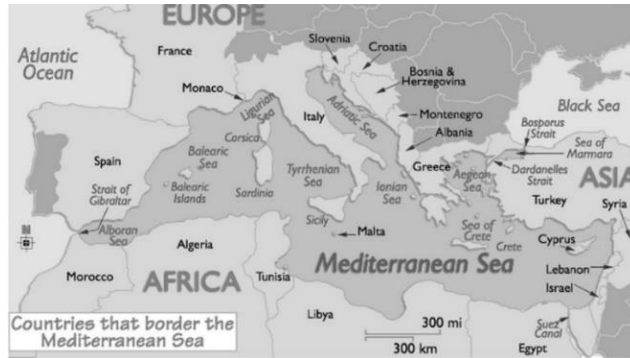 EUROPE
Atlantic
Ocean
France
Slovenia
Croatia
Bosnia &
Herzegovina
Monaco
Ligurian
Sea
Italy
Adriatic Sea
Montenegro
Albania
Black Sea
Bosporus
Strait
Sea of
Marmara
Corsica
Spain
Balearic
Sea
Tyrrhenian
Sea
Greece
Aegean
Sea
Dardanelles
Strait
ASIA
Strait of
Gibraltar
Balearic
Islands
Sardinia
Ionian
Sea
Turkey
Syria
N
Alboran
Sea
Sicily
Malta
Sea of
Crete
Crete
Cyprus
Algeria
Morocco
AFRICA
Tunisia
Mediterranean Sea
Lebanon
Israel
Libya
Countries that border the
Mediterranean Sea
300 mi
300 km
Suez
Canal
Egypt